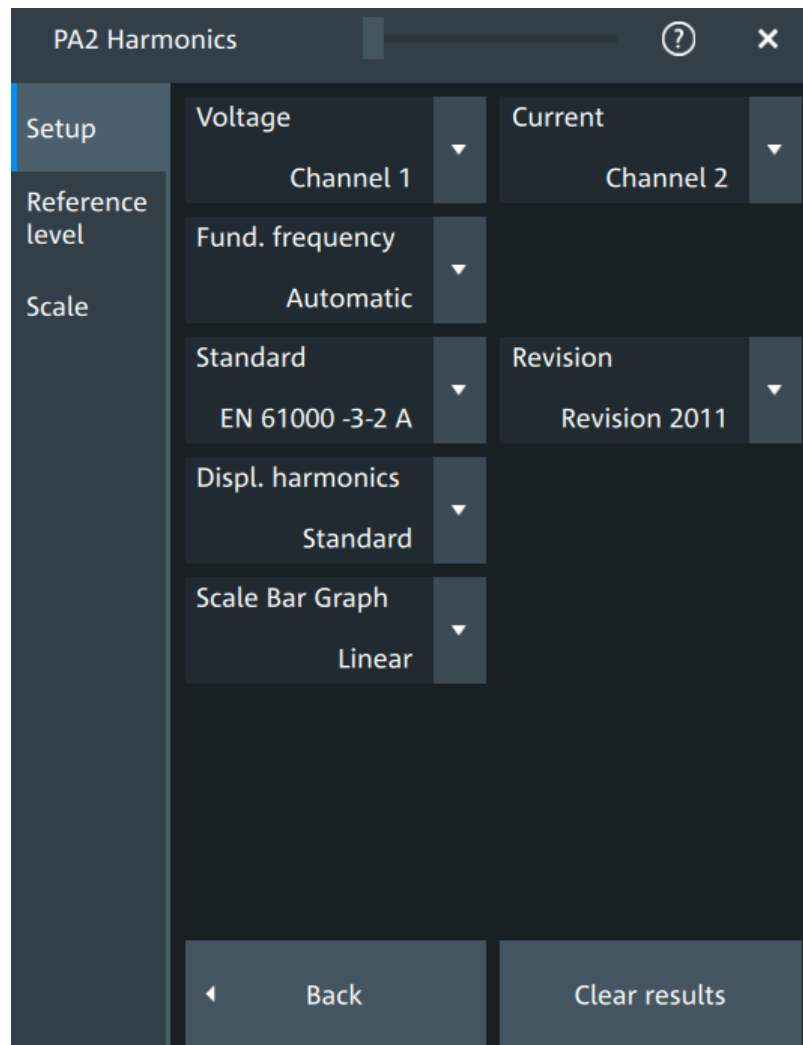 PA2 Harmonics
Setup
Reference
level
Scale
Voltage
Channel 1
Current
Channel 2
Fund. frequency
Automatic
Standard
EN 61000 -3-2 A
Revision
Revision 2011
Displ. harmonics
Standard
Scale Bar Graph
Linear
Back
Clear results